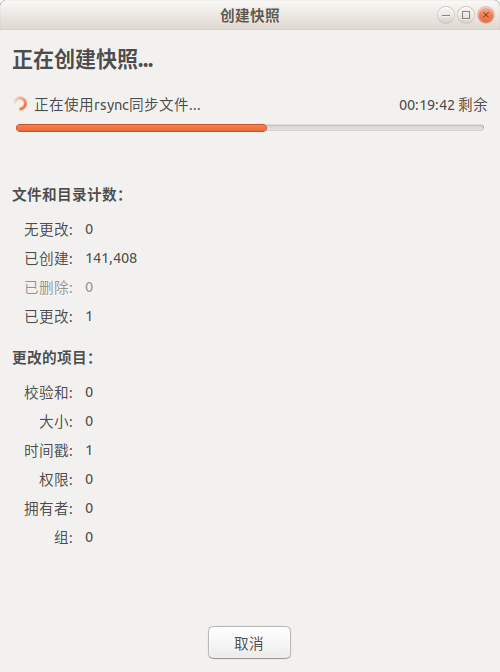 创建快照
正在创建快照...
正在使用rsync同步文件... 00:19:42 剩余
文件和目录计数：
无更改: 0
已创建: 141,408
已删除: 0
已更改: 1
更改的项目：
校验和: 0
大小: 0
时间戳: 1
权限: 0
拥有者: 0
组: 0
取消